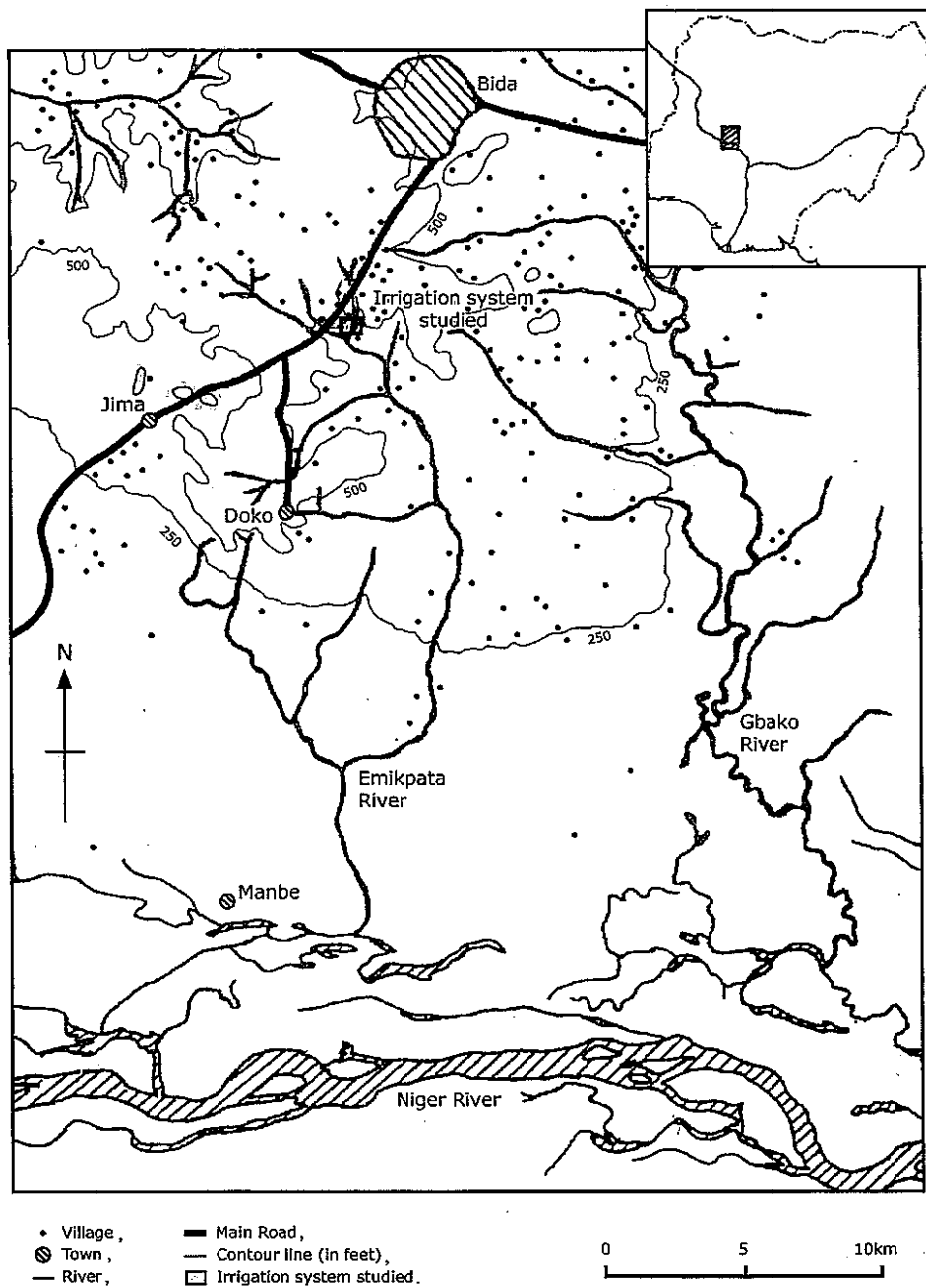 Bida
500
500
Irrigation system
studied
250
Jima
500
Doko
250
250
N
Gbako
River
Emikpata
River
Manbe
Niger River
Village,
Main Road,
Town,
Contour line (in feet),
River,
Irrigation system studied.
0 5 10km